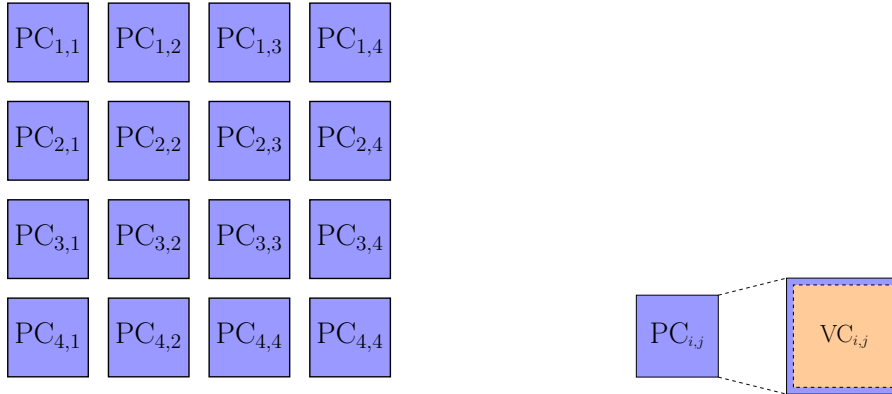 PC1,1 PC1,2 PC1,3 PC1,4
PC2,1 PC2,2 PC2,3 PC2,4
PC3,1 PC3,2 PC3,3 PC3,4
PC4,1 PC4,2 PC4,4 PC4,4
PCi,j VCi,j